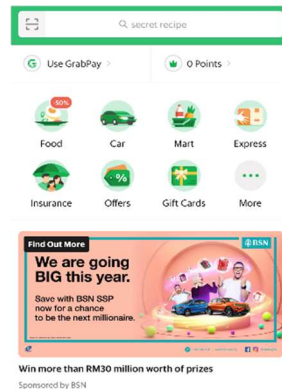 secret recipe
Use GrabPay >
0 Points >
-50%
Food
Car
Mart
Express
%
Insurance
Offers
Gift Cards
More
Find Out More
BSN
We are going
BIG this year.
Save with BSN SSP
now for a chance
to be the next millionaire.
Win more than RM30 million worth of prizes
Sponsored by BSN